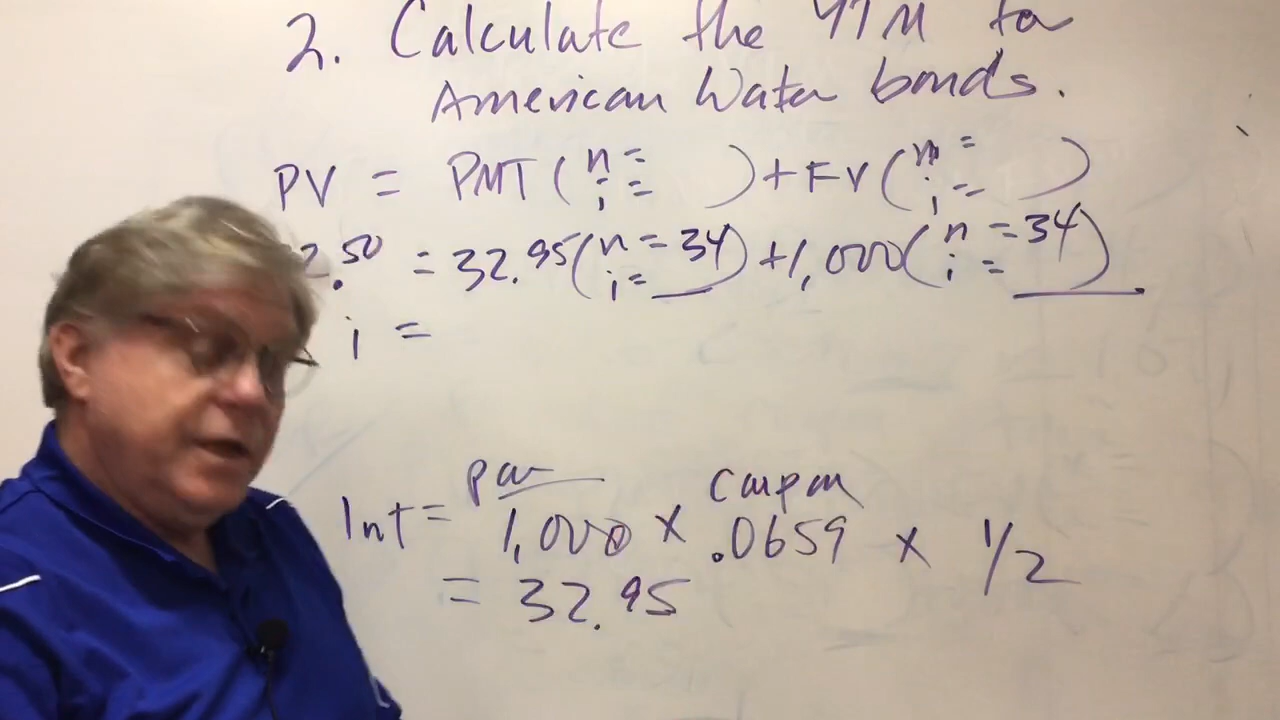 2. Calculate the YTM for
American Water bonds.
PV = PMT ( n = ) + FV ( n = )
i = i =
2.50 = 32.95 ( n = 34 ) + 1,000 ( n = 34 )
i = i =
i =
par Coupon
Int = 1,000 x .0659 x 1/2
= 32.95